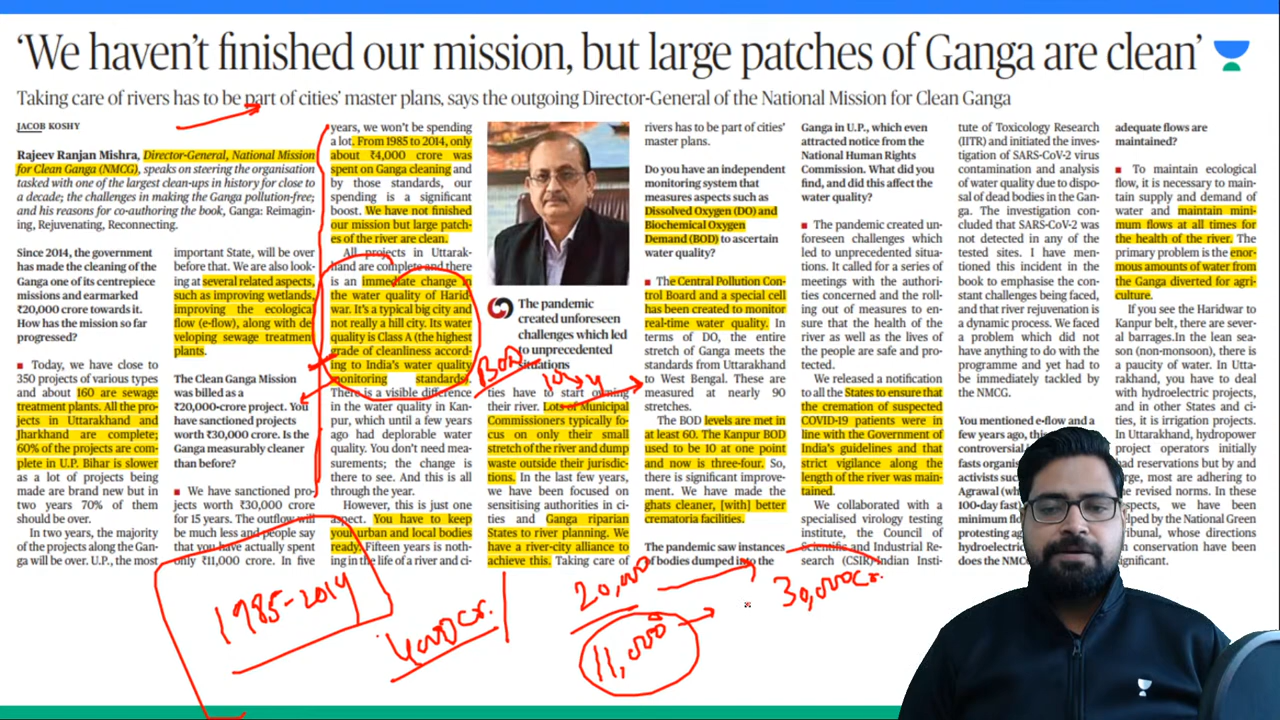 ‘We haven’t finished our mission, but large patches of Ganga are clean’
Taking care of rivers has to be part of cities’ master plans, says the outgoing Director-General of the National Mission for Clean Ganga
JACOB KOSHY
Rajeev Ranjan Mishra, Director-General, National Mission
for Clean Ganga (NMCG), speaks on steering the organisation
tasked with one of the largest clean-ups in history for close to
a decade; the challenges in making the Ganga pollution-free;
and his reasons for co-authoring the book, Ganga: Reimagin-
ing, Rejuvenating, Reconnecting.
Since 2014, the government
has made the cleaning of the
Ganga one of its centrepiece
missions and earmarked
₹20,000 crore towards it.
How has the mission so far
progressed?
Today, we have close to
350 projects of various types
and about 160 are sewage
treatment plants. All the pro-
jects in Uttarakhand and
Jharkhand are complete;
60% of the projects are com-
plete in U.P. Bihar is slower
as a lot of projects being
made are brand new but in
two years 70% of them
should be over.
In two years, the majority
of the projects along the Gan-
ga will be over. U.P., the most
important State, will be over
before that. We are also look-
ing at several related aspects,
such as improving wetlands,
improving the ecological
flow (e-flow), along with de-
veloping sewage treatment
plants.
The Clean Ganga Mission
was billed as a
₹20,000-crore project. You
have sanctioned projects
worth ₹30,000 crore. Is the
Ganga measurably cleaner
than before?
We have sanctioned pro-
jects worth ₹30,000 crore
for 15 years. The outflow will
be much less and people say
that you have actually spent
only ₹11,000 crore. In five
years, we won’t be spending
a lot. From 1985 to 2014, only
about ₹4,000 crore was
spent on Ganga cleaning and
by those standards, our
spending is a significant
boost. We have not finished
our mission but large patch-
es of the river are clean.
All projects in Uttarak-
hand are complete and there
is an immediate change in
the water quality of Harid-
war. It’s a typical big city and
not really a hill city. Its water
quality is Class A (the highest
grade of cleanliness accord-
ing to India’s water quality
monitoring standards).
There is a visible difference
in the water quality in Kan-
pur, which until a few years
ago had deplorable water
quality. You don’t need mea-
surements; the change is
there to see. And this is all
through the year.
However, this is just one
aspect. You have to keep
your urban and local bodies
ready. Fifteen years is noth-
ing in the life of a river and ci-
The pandemic
created unforeseen
challenges which led
to unprecedented
situations
ties have to start owning
their river. Lots of Municipal
Commissioners typically fo-
cus on only their small
stretch of the river and dump
waste outside their jurisdic-
tions. In the last few years,
we have been focused on
sensitising authorities in ci-
ties and Ganga riparian
States to river planning. We
have a river-city alliance to
achieve this. Taking care of
rivers has to be part of cities’
master plans.
Do you have an independent
monitoring system that
measures aspects such as
Dissolved Oxygen (DO) and
Biochemical Oxygen
Demand (BOD) to ascertain
water quality?
The Central Pollution Con-
trol Board and a special cell
has been created to monitor
real-time water quality. In
terms of DO, the entire
stretch of Ganga meets the
standards from Uttarakhand
to West Bengal. These are
measured at nearly 90
stretches.
The BOD levels are met in
at least 60. The Kanpur BOD
used to be 10 at one point
and now is three-four. So,
there is significant improve-
ment. We have made the
ghats cleaner, [with] better
crematoria facilities.
The pandemic saw instances
of bodies dumped into the
Ganga in U.P., which even
attracted notice from the
National Human Rights
Commission. What did you
find, and did this affect the
water quality?
The pandemic created un-
foreseen challenges which
led to unprecedented situa-
tions. It called for a series of
meetings with the authori-
ties concerned and the roll-
ing out of measures to en-
sure that the health of the
river as well as the lives of
the people are safe and pro-
tected.
We released a notification
to all the States to ensure that
the cremation of suspected
COVID-19 patients were in
line with the Government of
India’s guidelines and that
strict vigilance along the
length of the river was main-
tained.
We collaborated with a
specialised virology testing
institute, the Council of
Scientific and Industrial Re-
search (CSIR)-Indian Insti-
tute of Toxicology Research
(IITR) and initiated the inves-
tigation of SARS-CoV-2 virus
contamination and analysis
of water quality due to dispo-
sal of dead bodies in the Gan-
ga. The investigation con-
cluded that SARS-CoV-2 was
not detected in any of the
tested sites. I have men-
tioned this incident in the
book to emphasise the con-
stant challenges being faced,
and that river rejuvenation is
a dynamic process. We faced
a problem which did not
have anything to do with the
programme and yet had to
be immediately tackled by
the NMCG.
You mentioned e-flow and a
few years ago, this
controversial
fasts organis
activists such
Agrawal (wh
100-day fast)
minimum flo
protesting ag
hydroelectric
does the NMC
adequate flows are
maintained?
To maintain ecological
flow, it is necessary to main-
tain supply and demand of
water and maintain mini-
mum flows at all times for
the health of the river. The
primary problem is the enor-
mous amounts of water from
the Ganga diverted for agri-
culture.
If you see the Haridwar to
Kanpur belt, there are sever-
al barrages. In the lean sea-
son (non-monsoon), there is
a paucity of water. In Utta-
rakhand, you have to deal
with hydroelectric projects,
and in other States and ci-
ties, it is irrigation projects.
In Uttarakhand, hydropower
project operators initially
had reservations but by and
large, most are adhering to
the revised norms. In these
aspects, we have been
helped by the National Green
Tribunal, whose directions
on conservation have been
significant.
BOD
10 → 4
1985-2014
4000 cr.
20,000
11,000
30,000 cr.